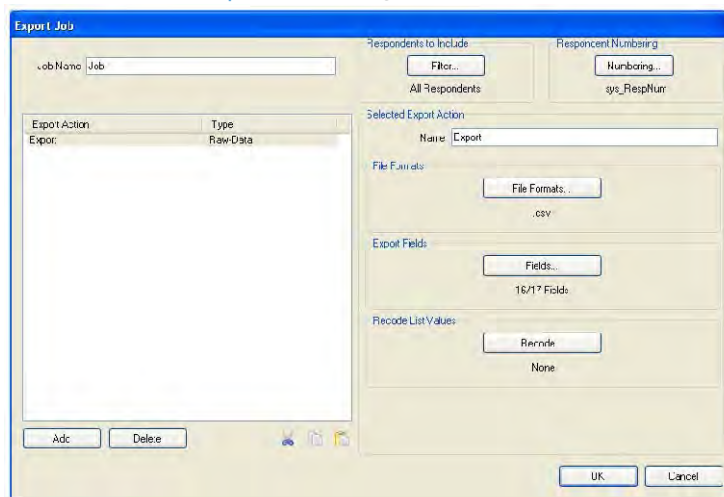 Export Job
Job Name Job
Respondents to Include
Filter...
All Respondents
Respondent Numbering
Numbering...
sys_RespNum
Export Action Type
Export Raw-Data
Selected Export Action
Name Export
File Formats
File Formats...
.csv
Export Fields
Fields...
16/17 Fields
Recode List Values
Recode
None
Add Delete
OK Cancel